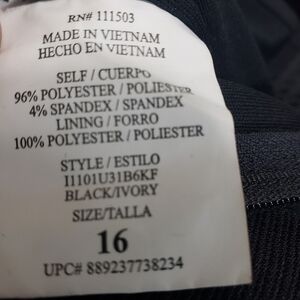 RN# 111503
MADE IN VIETNAM
HECHO EN VIETNAM
SELF / CUERPO
96% POLYESTER / POLIESTER
4% SPANDEX / SPANDEX
LINING / FORRO
100% POLYESTER / POLIESTER
STYLE / ESTILO
I1101U31B6KF
BLACK/IVORY
SIZE/TALLA
16
UPC# 889237738234